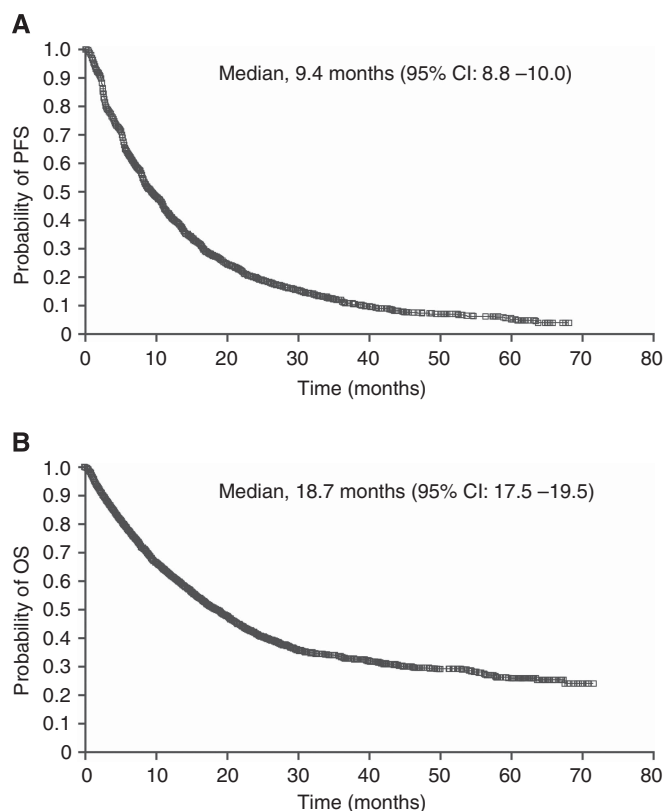 A
Median, 9.4 months (95% CI: 8.8 –10.0)
Probability of PFS
1.0
0.9
0.8
0.7
0.6
0.5
0.4
0.3
0.2
0.1
0
0 10 20 30 40 50 60 70 80
Time (months)
B
Median, 18.7 months (95% CI: 17.5 –19.5)
Probability of OS
1.0
0.9
0.8
0.7
0.6
0.5
0.4
0.3
0.2
0.1
0
0 10 20 30 40 50 60 70 80
Time (months)